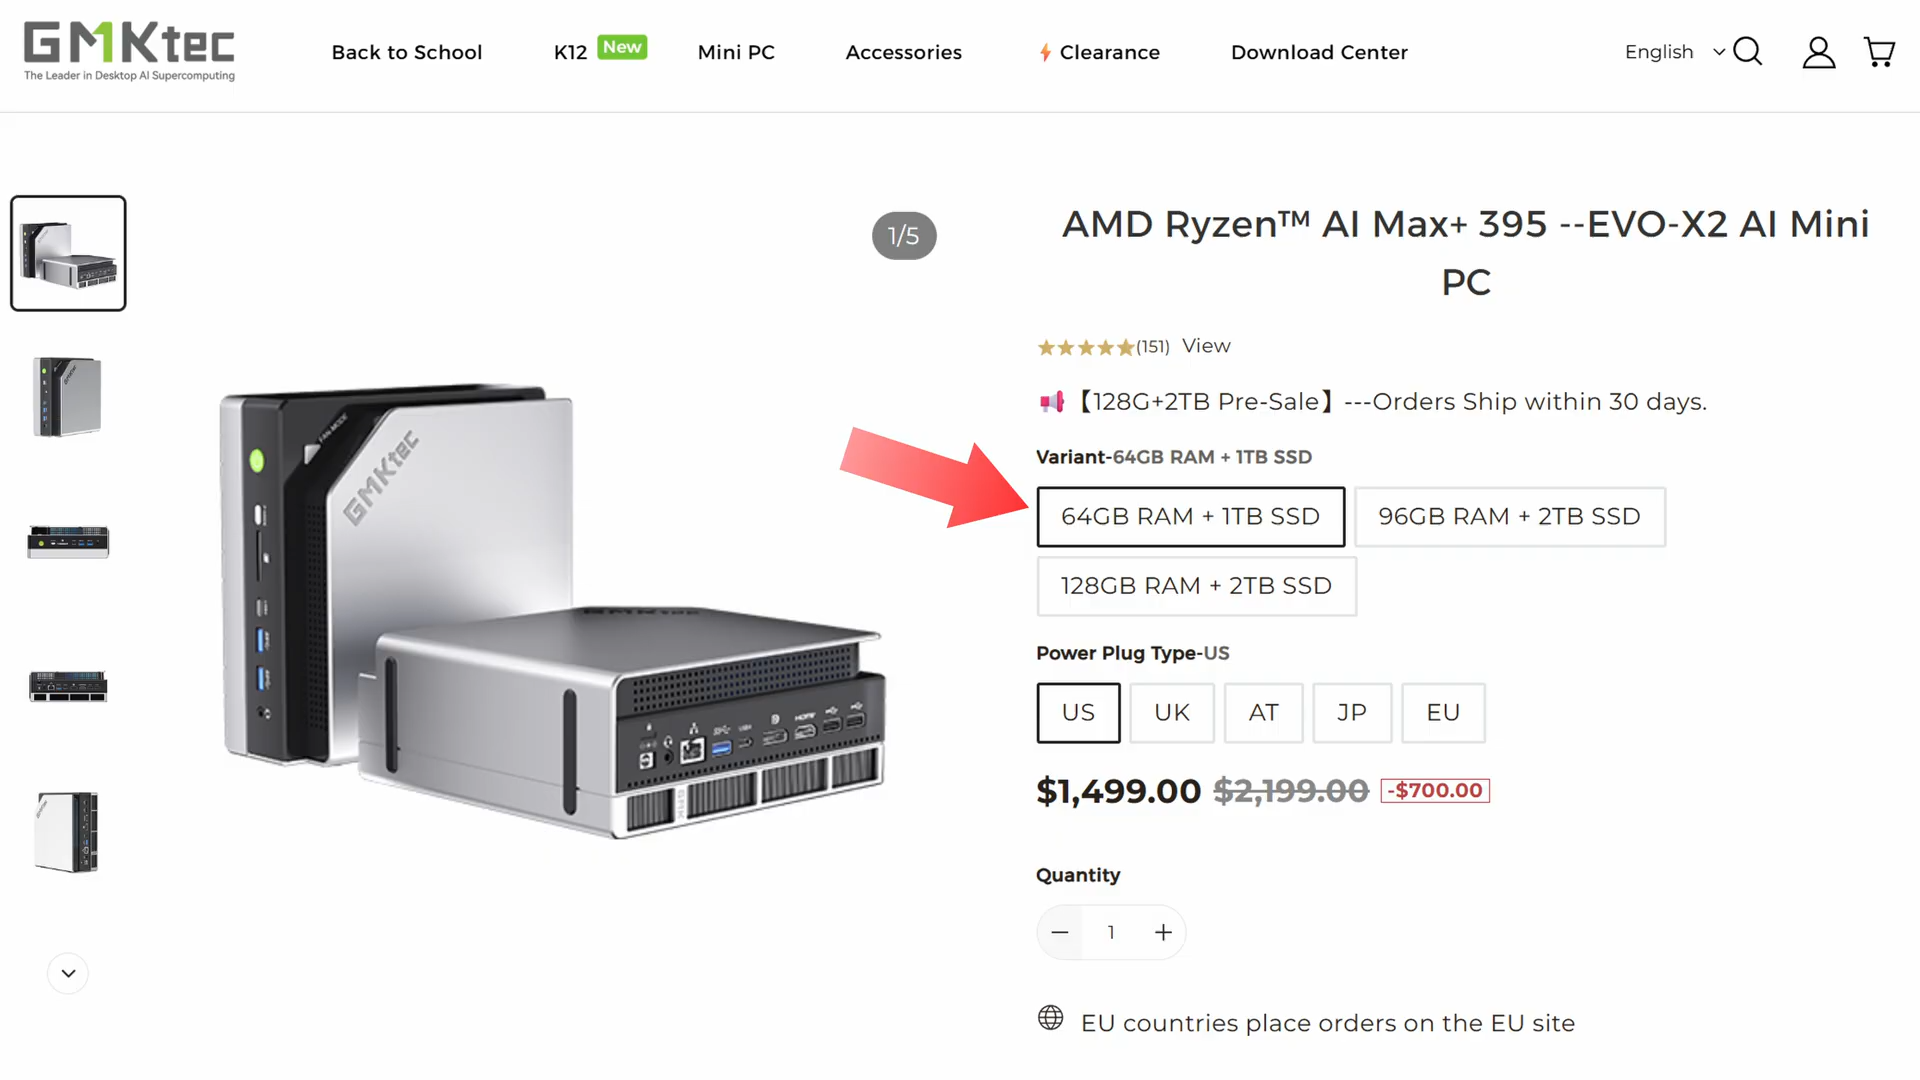 GMKtec
The Leader in Desktop AI Supercomputing
Back to School
K12 New
Mini PC
Accessories
Clearance
Download Center
English
1/5
FAN-MODE
GMKtec
HDMI
AMD Ryzen™ AI Max+ 395 --EVO-X2 AI Mini
PC
(151) View
【128G+2TB Pre-Sale】---Orders Ship within 30 days.
Variant-64GB RAM + 1TB SSD
64GB RAM + 1TB SSD
96GB RAM + 2TB SSD
128GB RAM + 2TB SSD
Power Plug Type-US
US
UK
AT
JP
EU
$1,499.00 $2,199.00 -$700.00
Quantity
− 1 +
EU countries place orders on the EU site